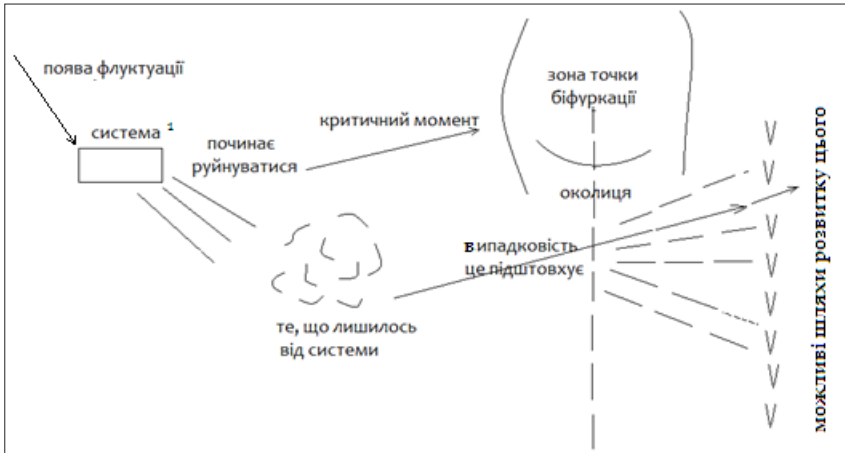 поява флуктуації
система 1
починає
руйнуватися
критичний момент
зона точки
біфуркації
околиця
випадковість
це підштовхує
те, що лишилось
від системи
V
V
V
V
V
V
V
V
можливі шляхи розвитку цього